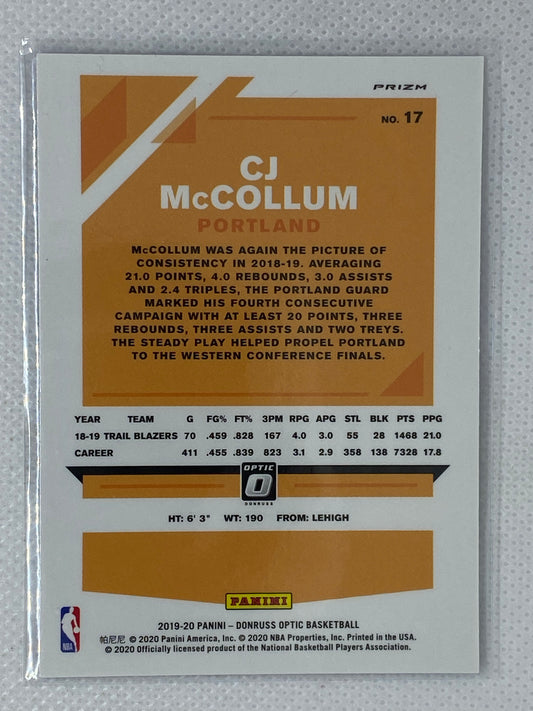 PRIZM
NO. 17
CJ
McCOLLUM
PORTLAND
McCOLLUM WAS AGAIN THE PICTURE OF
CONSISTENCY IN 2018-19. AVERAGING
21.0 POINTS, 4.0 REBOUNDS, 3.0 ASSISTS
AND 2.4 TRIPLES, THE PORTLAND GUARD
MARKED HIS FOURTH CONSECUTIVE
CAMPAIGN WITH AT LEAST 20 POINTS, THREE
REBOUNDS, THREE ASSISTS AND TWO TREYS.
THE STEADY PLAY HELPED PROPEL PORTLAND
TO THE WESTERN CONFERENCE FINALS.
YEAR TEAM G FG% FT% 3PM RPG APG STL BLK PTS PPG
18-19 TRAIL BLAZERS 70 .459 .828 167 4.0 3.0 55 28 1468 21.0
CAREER 411 .455 .839 823 3.1 2.9 358 138 7328 17.8
OPTIC
DONRUSS
HT: 6' 3" WT: 190 FROM: LEHIGH
PANINI
2019-20 PANINI – DONRUSS OPTIC BASKETBALL
帕尼尼 © 2020 Panini America, Inc. © 2020 NBA Properties, Inc. Printed in the USA.
© 2020 Officially licensed product of the National Basketball Players Association.
NBA